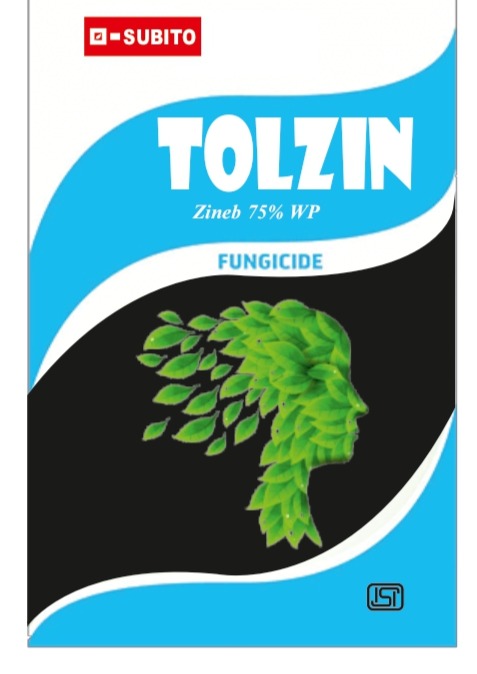 -SUBITO
TOLZIN
Zineb 75% WP
FUNGICIDE
ISI